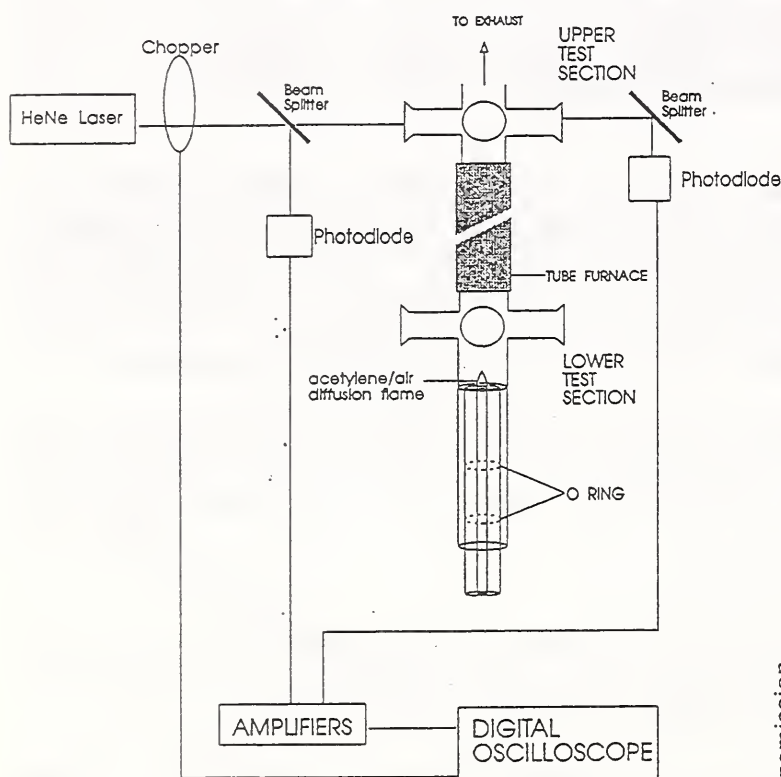 TO EXHAUST
Chopper
UPPER
TEST
SECTION
Beam
Splitter
Beam
Splitter
HeNe Laser
Photodiode
Photodiode
TUBE FURNACE
LOWER
TEST
SECTION
acetylene/air
diffusion flame
O RING
AMPLIFIERS
DIGITAL
OSCILLOSCOPE